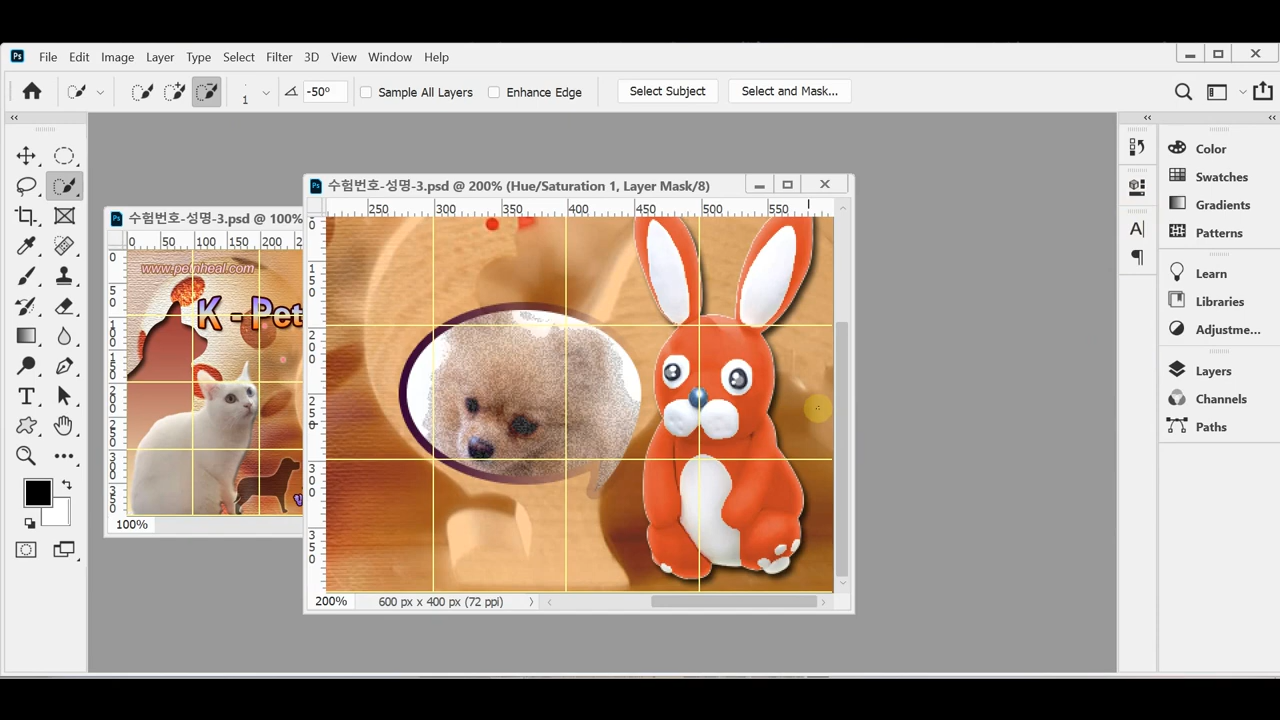 Ps File Edit Image Layer Type Select Filter 3D View Window Help
1 -50° Sample All Layers Enhance Edge Select Subject Select and Mask...
Ps 수험번호-성명-3.psd @ 200% (Hue/Saturation 1, Layer Mask/8)
250 300 350 400 450 500 550
Ps 수험번호-성명-3.psd @ 100%
0 50 100 150 200
www.petnheal.com
K - Pet
100%
200% 600 px x 400 px (72 ppi)
Color
Swatches
Gradients
Patterns
Learn
Libraries
Adjustme...
Layers
Channels
Paths